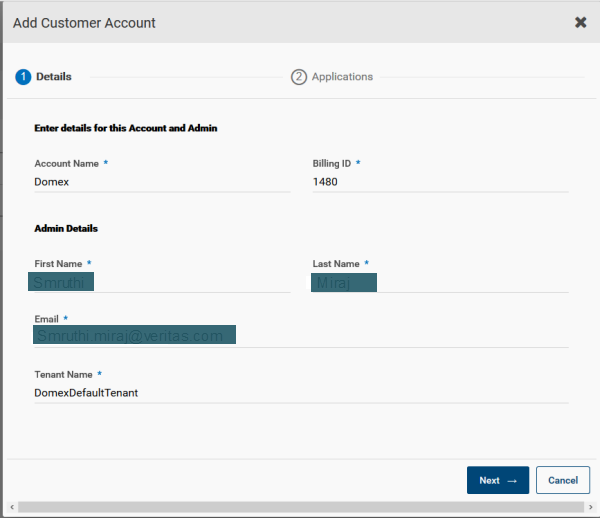 Add Customer Account ✖
1 Details 2 Applications
Enter details for this Account and Admin
Account Name * Billing ID *
Domex 1480
Admin Details
First Name * Last Name *
Smruthi Miraj
Email *
Smruthi.miraj@veritas.com
Tenant Name *
DomexDefaultTenant
Next → Cancel